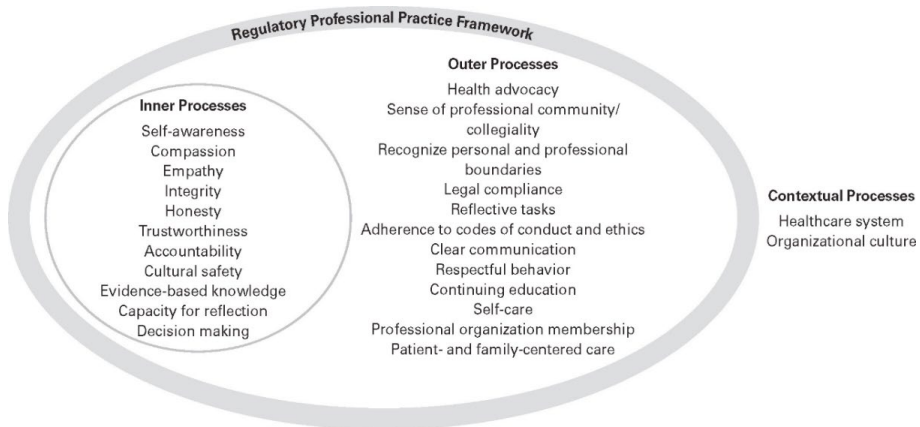 Regulatory Professional Practice Framework
Inner Processes
Self-awareness
Compassion
Empathy
Integrity
Honesty
Trustworthiness
Accountability
Cultural safety
Evidence-based knowledge
Capacity for reflection
Decision making
Outer Processes
Health advocacy
Sense of professional community/
collegiality
Recognize personal and professional
boundaries
Legal compliance
Reflective tasks
Adherence to codes of conduct and ethics
Clear communication
Respectful behavior
Continuing education
Self-care
Professional organization membership
Patient- and family-centered care
Contextual Processes
Healthcare system
Organizational culture